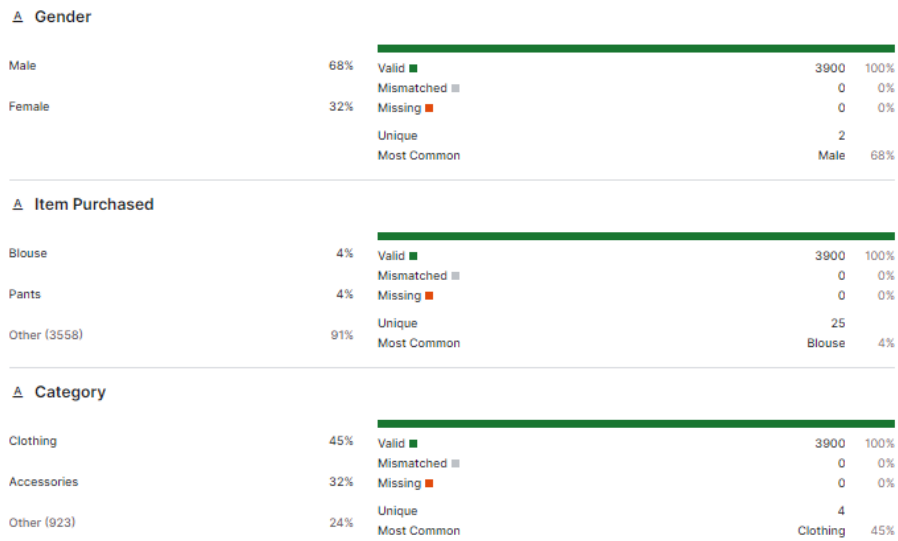 A Gender
Male 68%
Valid 3900 100%
Mismatched 0 0%
Female 32%
Missing 0 0%
Unique 2
Most Common Male 68%
A Item Purchased
Blouse 4%
Valid 3900 100%
Mismatched 0 0%
Pants 4%
Missing 0 0%
Unique 25
Other (3558) 91%
Most Common Blouse 4%
A Category
Clothing 45%
Valid 3900 100%
Mismatched 0 0%
Accessories 32%
Missing 0 0%
Unique 4
Other (923) 24%
Most Common Clothing 45%